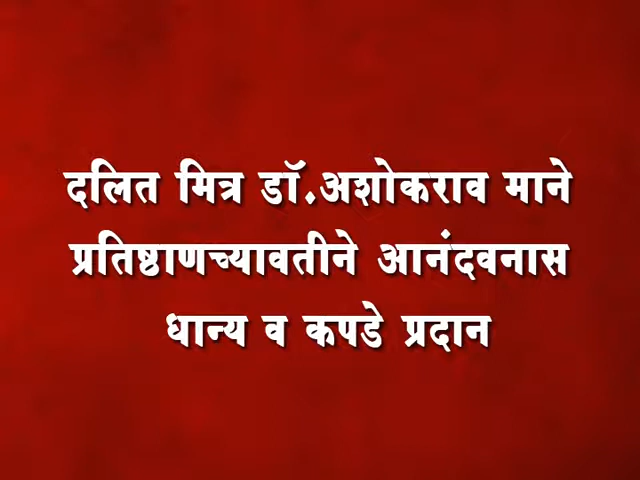 दलित मित्र डॉ.अशोकराव माने
प्रतिष्ठाणच्यावतीने आनंदवनास
धान्य व कपडे प्रदान